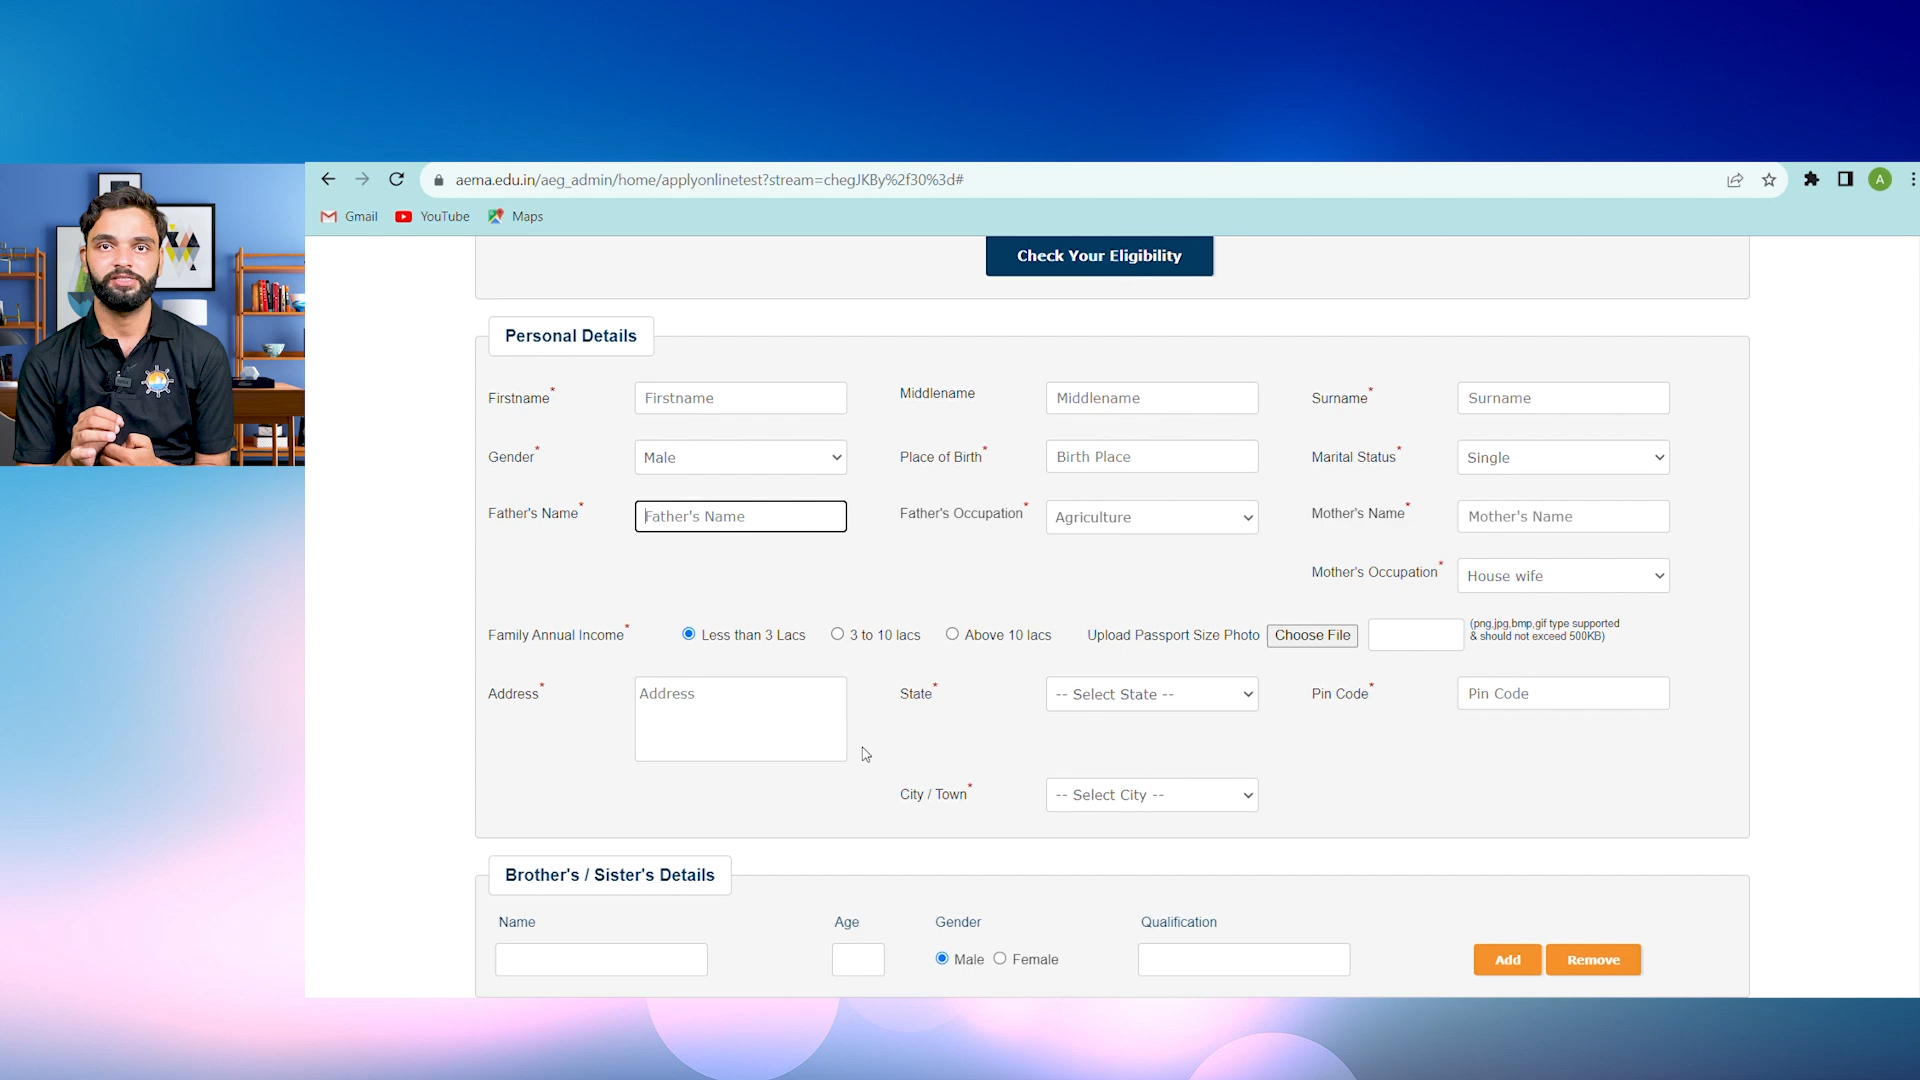 aema.edu.in/aeg_admin/home/applyonlinetest?stream=chegJKBy%2f30%3d#
A
Gmail YouTube Maps
Check Your Eligibility
Personal Details
Firstname* Firstname Middlename Middlename Surname* Surname
Gender* Male Place of Birth* Birth Place Marital Status* Single
Father's Name* Father's Name Father's Occupation* Agriculture Mother's Name* Mother's Name
Mother's Occupation* House wife
Family Annual Income* Less than 3 Lacs 3 to 10 lacs Above 10 lacs Upload Passport Size Photo Choose File (png,jpg,bmp,gif type supported
& should not exceed 500KB)
Address* Address State* -- Select State -- Pin Code* Pin Code
City / Town* -- Select City --
Brother's / Sister's Details
Name Age Gender Qualification
Male Female Add Remove